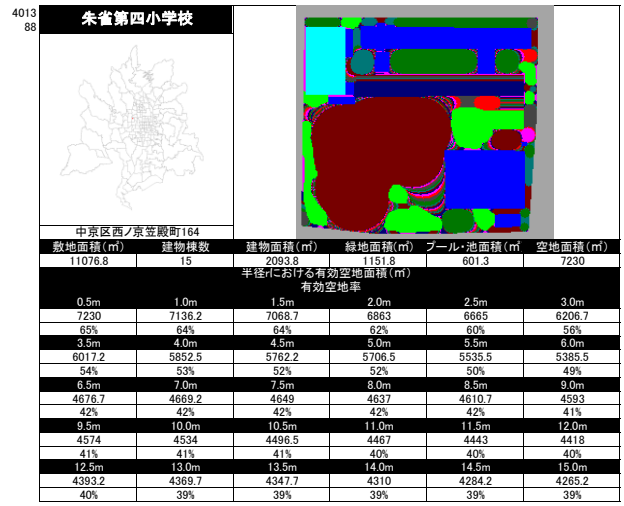 4013
88
朱雀第四小学校
中京区西ノ京笠殿町164
敷地面積(㎡) 建物棟数 建物面積(㎡) 緑地面積(㎡) プール・池面積(㎡ 空地面積(㎡)
11076.8 15 2093.8 1151.8 601.3 7230
半径rにおける有効空地面積(㎡)
有効空地率
0.5m 1.0m 1.5m 2.0m 2.5m 3.0m
7230 7136.2 7068.7 6863 6665 6206.7
65% 64% 64% 62% 60% 56%
3.5m 4.0m 4.5m 5.0m 5.5m 6.0m
6017.2 5852.5 5762.2 5706.5 5535.5 5385.5
54% 53% 52% 52% 50% 49%
6.5m 7.0m 7.5m 8.0m 8.5m 9.0m
4676.7 4669.2 4649 4637 4610.7 4593
42% 42% 42% 42% 42% 41%
9.5m 10.0m 10.5m 11.0m 11.5m 12.0m
4574 4534 4496.5 4467 4443 4418
41% 41% 41% 40% 40% 40%
12.5m 13.0m 13.5m 14.0m 14.5m 15.0m
4393.2 4369.7 4347.7 4310 4284.2 4265.2
40% 39% 39% 39% 39% 39%